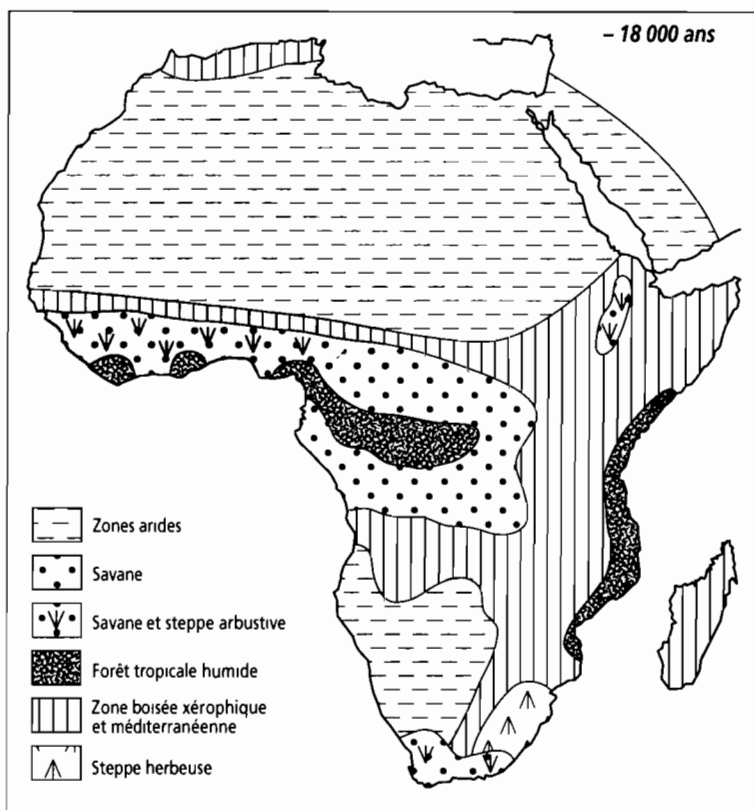 – 18 000 ans
Zones arides
Savane
Savane et steppe arbustive
Forêt tropicale humide
Zone boisée xérophique
et méditerranéenne
Steppe herbeuse